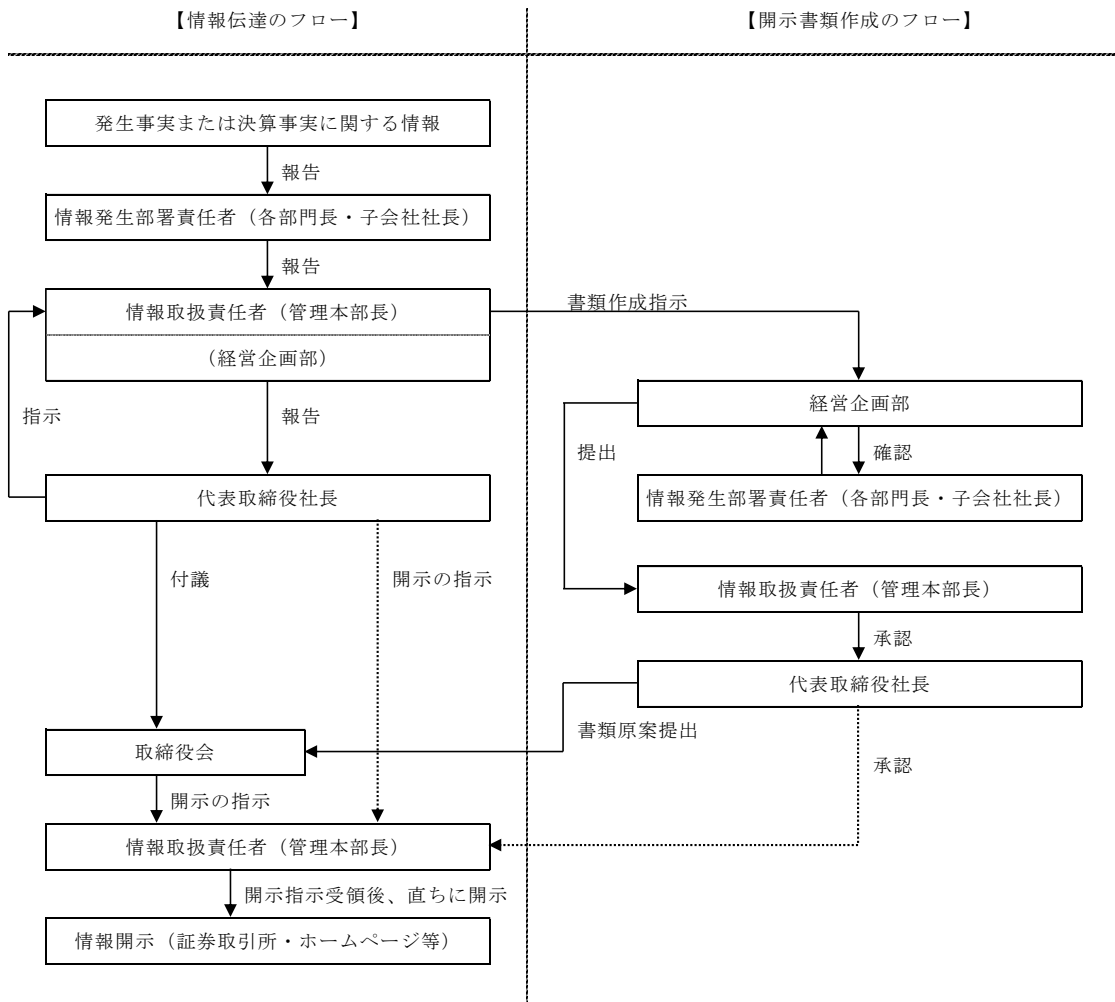 【情報伝達のフロー】
【開示書類作成のフロー】
発生事実または決算事実に関する情報
報告
情報発生部署責任者（各部門長・子会社社長）
報告
情報取扱責任者（管理本部長）
（経営企画部）
書類作成指示
指示
報告
代表取締役社長
付議
開示の指示
経営企画部
提出
確認
情報発生部署責任者（各部門長・子会社社長）
情報取扱責任者（管理本部長）
承認
代表取締役社長
書類原案提出
承認
取締役会
開示の指示
情報取扱責任者（管理本部長）
開示指示受領後、直ちに開示
情報開示（証券取引所・ホームページ等）